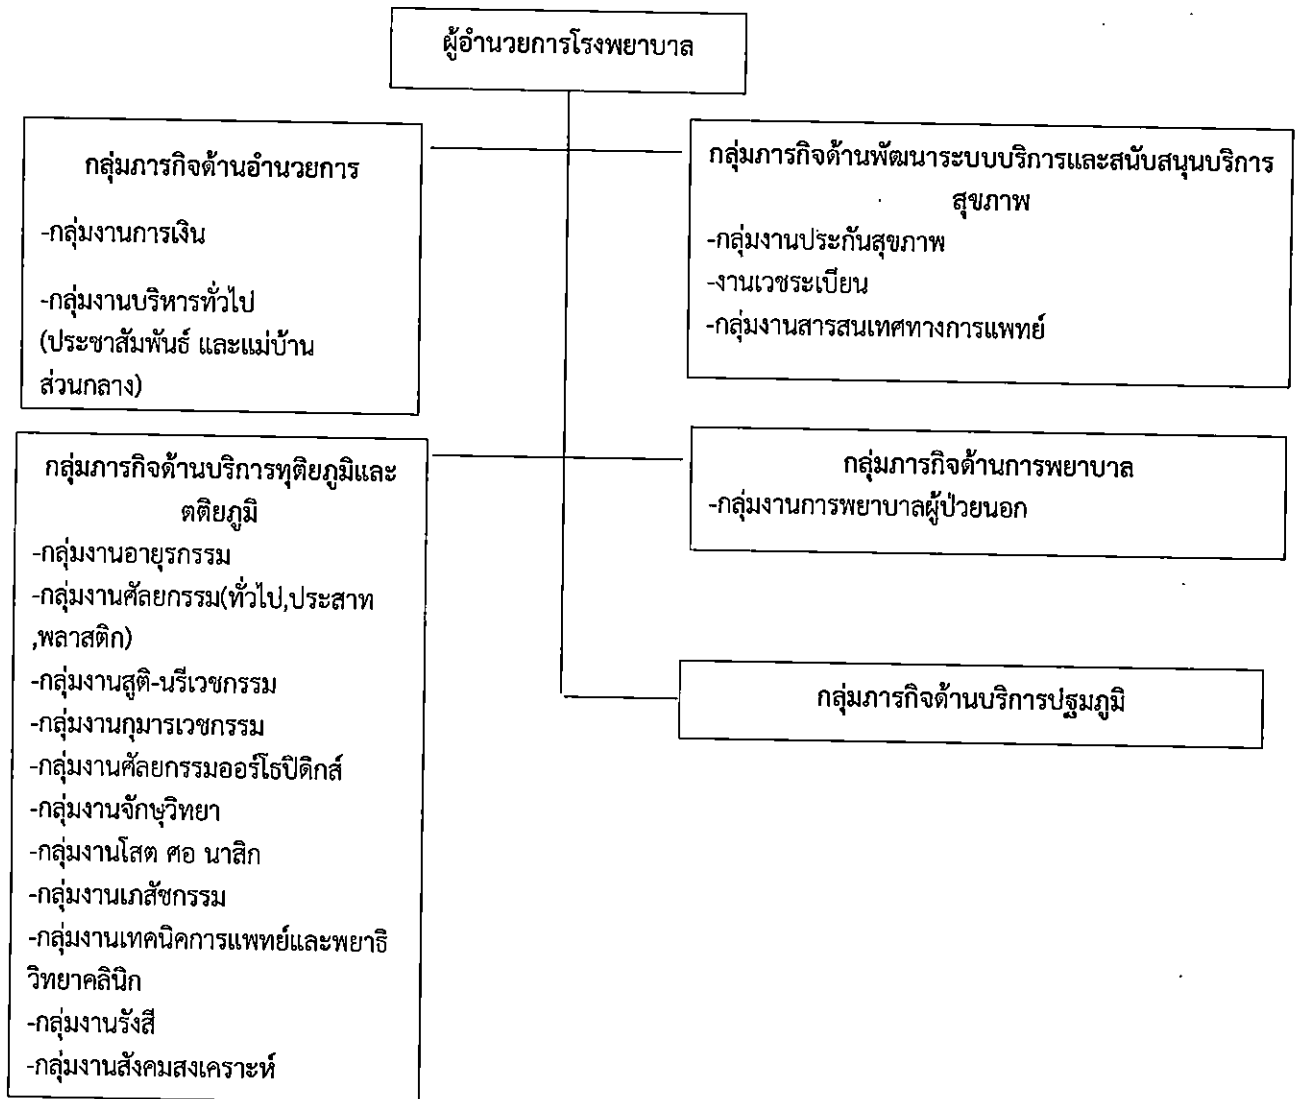 ผู้อำนวยการโรงพยาบาล
กลุ่มภารกิจด้านอำนวยการ
-กลุ่มงานการเงิน
-กลุ่มงานบริหารทั่วไป
(ประชาสัมพันธ์ และแม่บ้าน
ส่วนกลาง)
กลุ่มภารกิจด้านพัฒนาระบบบริการและสนับสนุนบริการ
สุขภาพ
-กลุ่มงานประกันสุขภาพ
-งานเวชระเบียน
-กลุ่มงานสารสนเทศทางการแพทย์
กลุ่มภารกิจด้านบริการทุติยภูมิและ
ตติยภูมิ
-กลุ่มงานอายุรกรรม
-กลุ่มงานศัลยกรรม(ทั่วไป,ประสาท
,พลาสติก)
-กลุ่มงานสูติ-นรีเวชกรรม
-กลุ่มงานกุมารเวชกรรม
-กลุ่มงานศัลยกรรมออร์โธปิดิกส์
-กลุ่มงานจักษุวิทยา
-กลุ่มงานโสต ศอ นาสิก
-กลุ่มงานเภสัชกรรม
-กลุ่มงานเทคนิคการแพทย์และพยาธิ
วิทยาคลินิก
-กลุ่มงานรังสี
-กลุ่มงานสังคมสงเคราะห์
กลุ่มภารกิจด้านการพยาบาล
-กลุ่มงานการพยาบาลผู้ป่วยนอก
กลุ่มภารกิจด้านบริการปฐมภูมิ